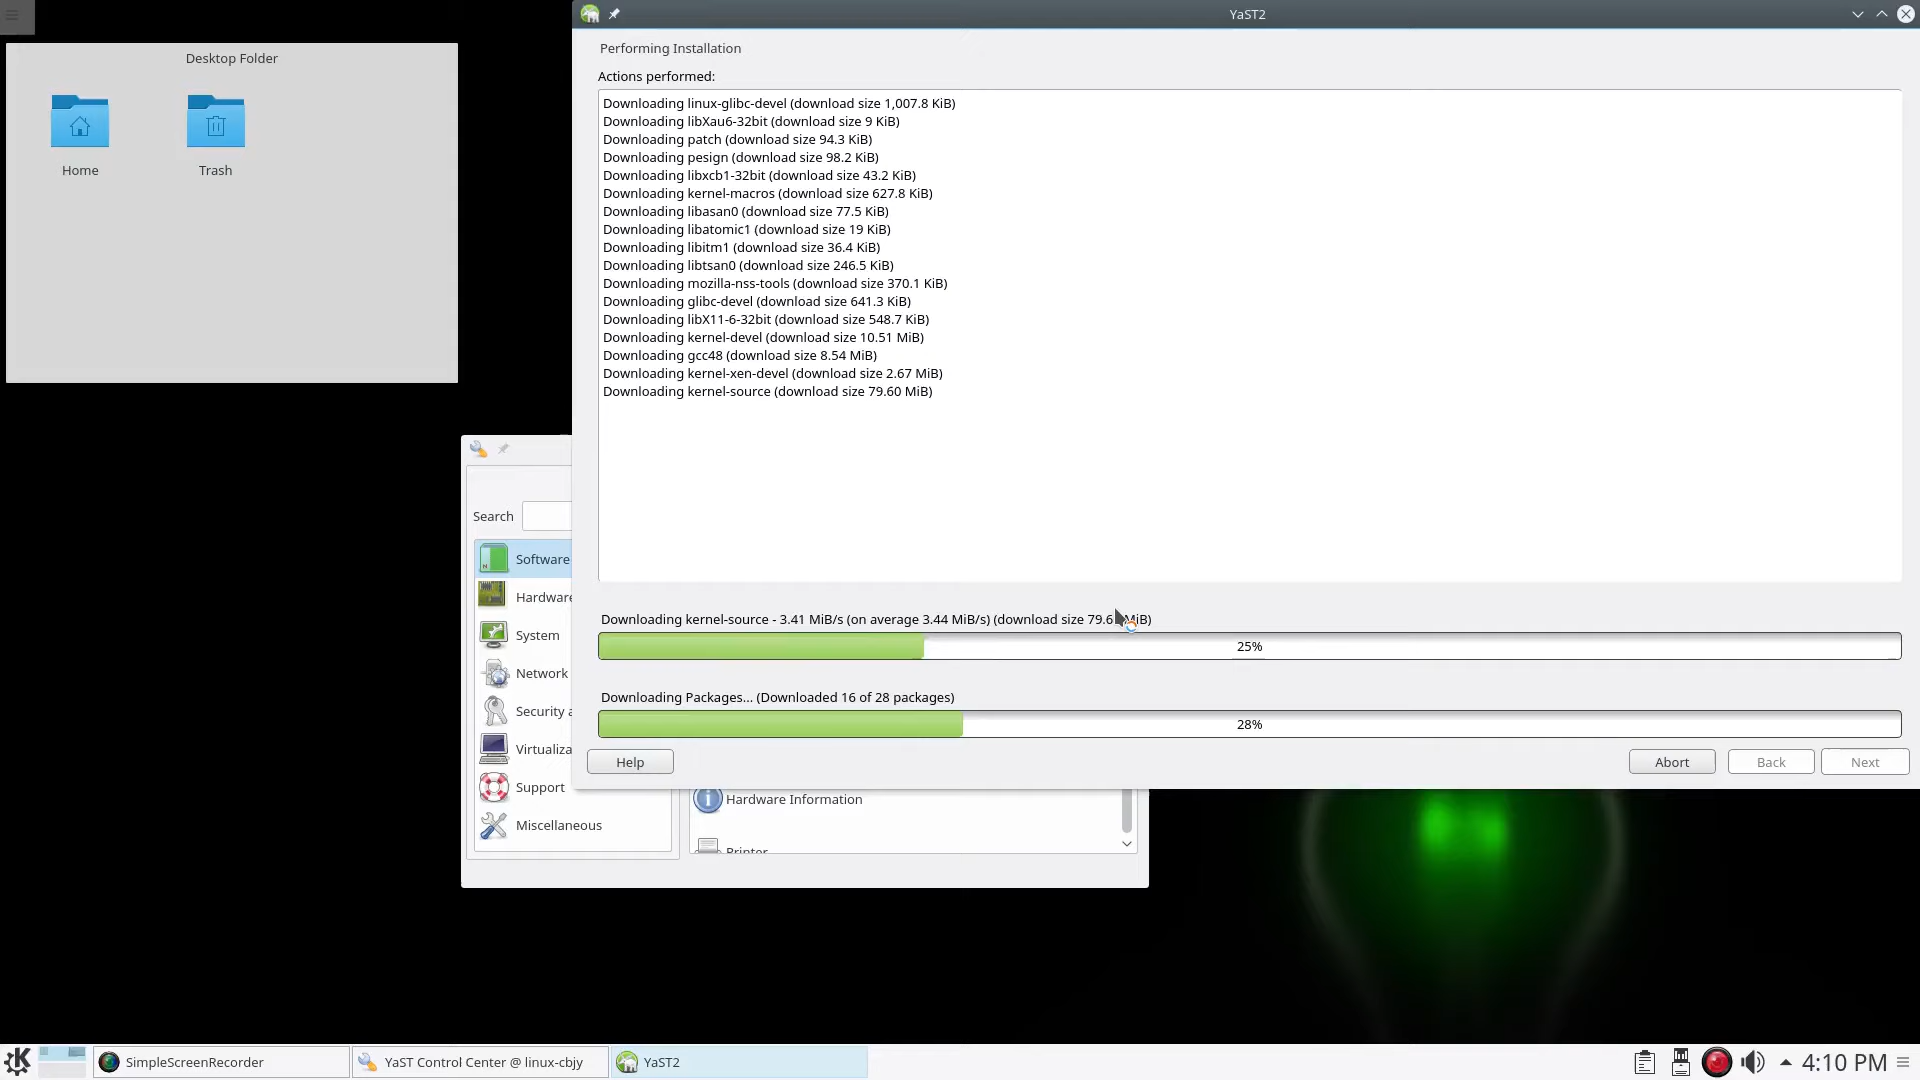 YaST2
Desktop Folder
Home
Trash
Performing Installation
Actions performed:
Downloading linux-glibc-devel (download size 1,007.8 KiB)
Downloading libXau6-32bit (download size 9 KiB)
Downloading patch (download size 94.3 KiB)
Downloading pesign (download size 98.2 KiB)
Downloading libxcb1-32bit (download size 43.2 KiB)
Downloading kernel-macros (download size 627.8 KiB)
Downloading libasan0 (download size 77.5 KiB)
Downloading libatomic1 (download size 19 KiB)
Downloading libitm1 (download size 36.4 KiB)
Downloading libtsan0 (download size 246.5 KiB)
Downloading mozilla-nss-tools (download size 370.1 KiB)
Downloading glibc-devel (download size 641.3 KiB)
Downloading libX11-6-32bit (download size 548.7 KiB)
Downloading kernel-devel (download size 10.51 MiB)
Downloading gcc48 (download size 8.54 MiB)
Downloading kernel-xen-devel (download size 2.67 MiB)
Downloading kernel-source (download size 79.60 MiB)
Downloading kernel-source - 3.41 MiB/s (on average 3.44 MiB/s) (download size 79.6 MiB)
25%
Downloading Packages... (Downloaded 16 of 28 packages)
28%
Help
Abort
Back
Next
Search
Software
Hardware
System
Network
Security a
Virtualiza
Support
Miscellaneous
Hardware Information
Printer
SimpleScreenRecorder
YaST Control Center @ linux-cbjy
YaST2
4:10 PM